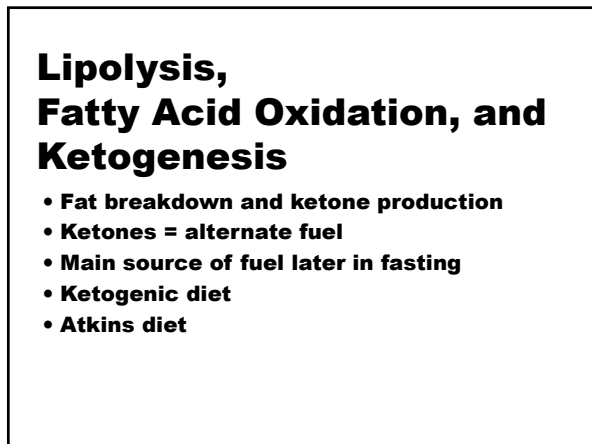 Lipolysis,
Fatty Acid Oxidation, and
Ketogenesis
• Fat breakdown and ketone production
• Ketones = alternate fuel
• Main source of fuel later in fasting
• Ketogenic diet
• Atkins diet